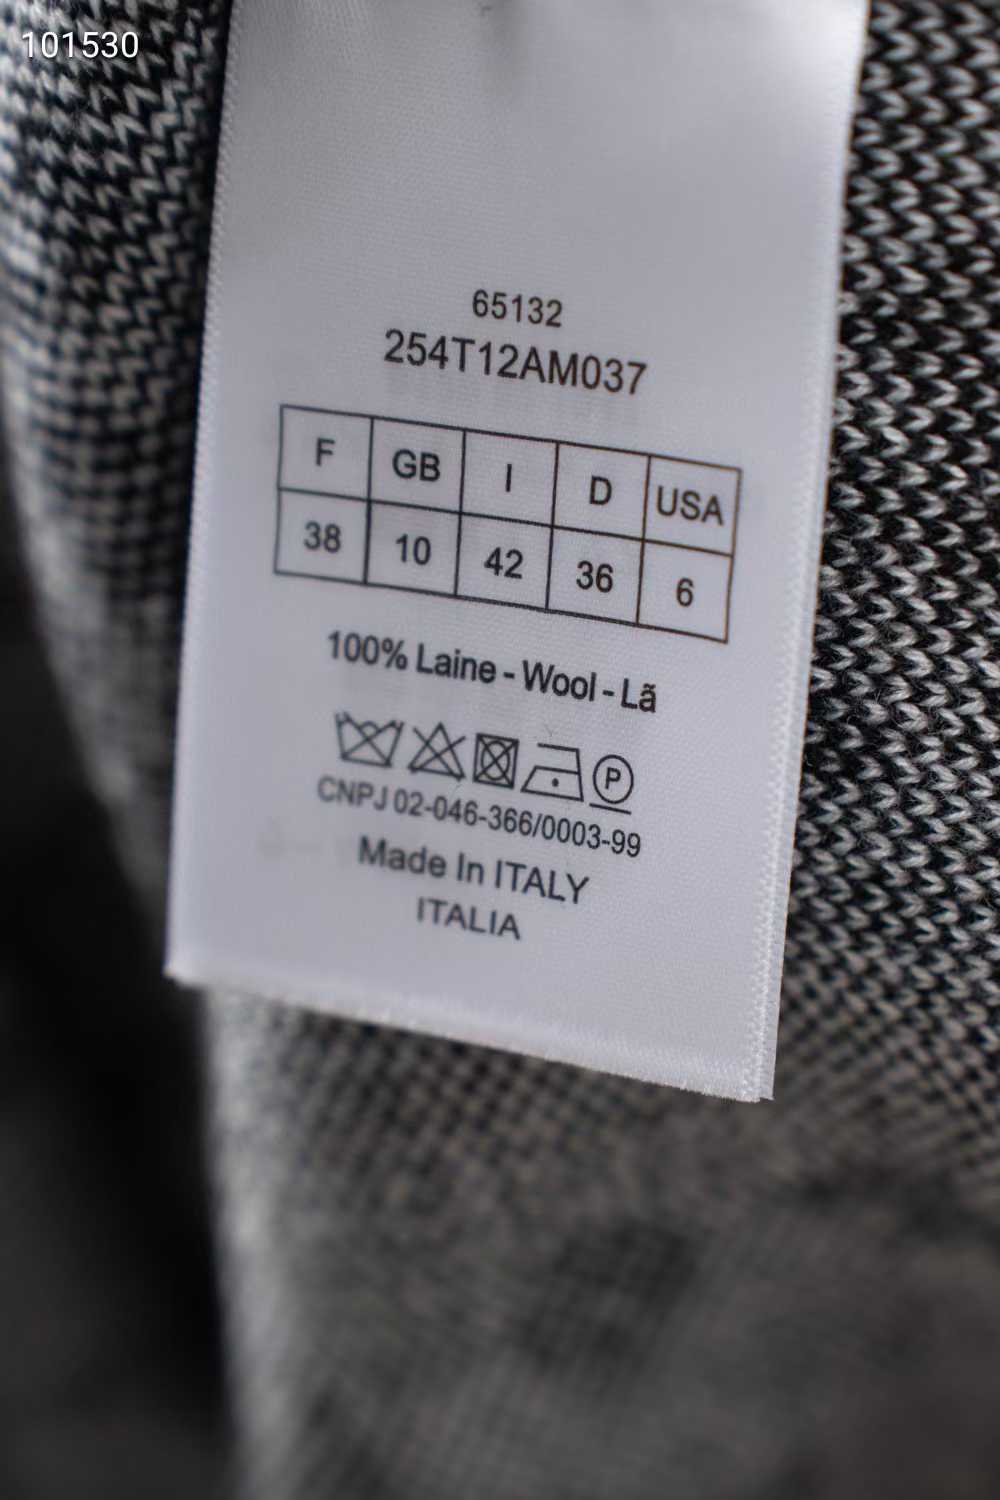 101530
65132
254T12AM037
F GB I D USA
38 10 42 36 6
100% Laine - Wool - Lã
P
CNPJ 02-046-366/0003-99
Made In ITALY
ITALIA